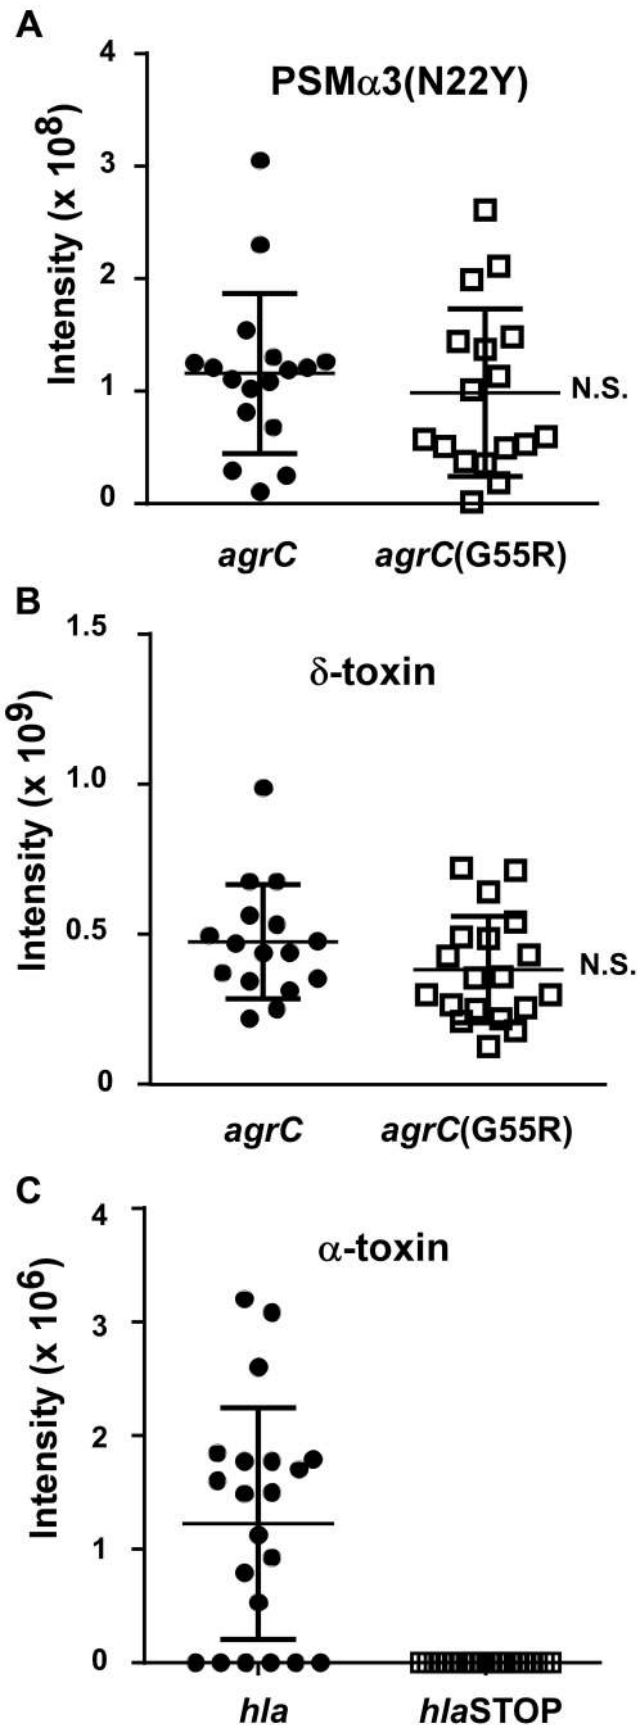 A
PSMα3(N22Y)
Intensity (x 10⁸)
4
3
2
1
0
N.S.
agrC
agrC(G55R)
B
δ-toxin
Intensity (x 10⁹)
1.5
1.0
0.5
0
N.S.
agrC
agrC(G55R)
C
α-toxin
Intensity (x 10⁶)
4
3
2
1
0
hla
hlaSTOP